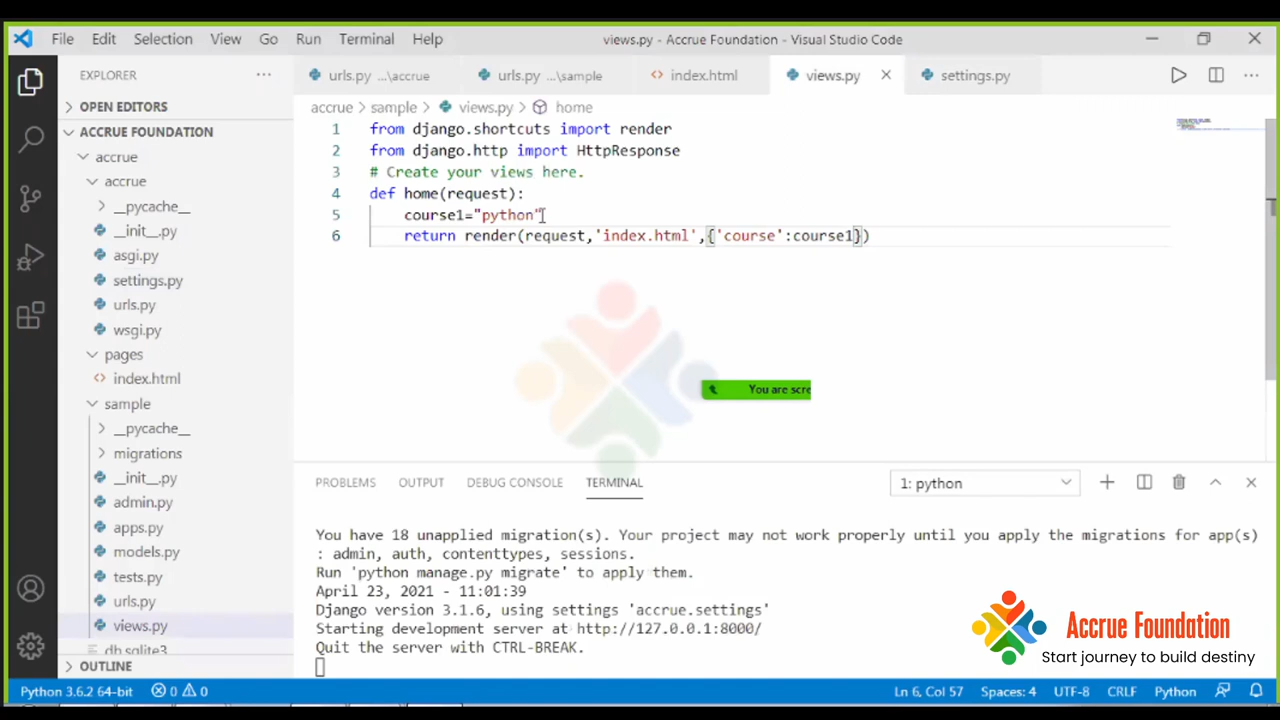 File Edit Selection View Go Run Terminal Help views.py - Accrue Foundation - Visual Studio Code
EXPLORER
urls.py ...\accrue urls.py ...\sample index.html views.py settings.py
OPEN EDITORS
ACCRUE FOUNDATION
accrue
accrue
__pycache__
__init__.py
asgi.py
settings.py
urls.py
wsgi.py
pages
index.html
sample
__pycache__
migrations
__init__.py
admin.py
apps.py
models.py
tests.py
urls.py
views.py
db.sqlite3
OUTLINE
accrue > sample > views.py > home
1 from django.shortcuts import render
2 from django.http import HttpResponse
3 # Create your views here.
4 def home(request):
5 course1="python"
6 return render(request,'index.html',{'course':course1})
You are scre
PROBLEMS OUTPUT DEBUG CONSOLE TERMINAL 1: python
You have 18 unapplied migration(s). Your project may not work properly until you apply the migrations for app(s)
: admin, auth, contenttypes, sessions.
Run 'python manage.py migrate' to apply them.
April 23, 2021 - 11:01:39
Django version 3.1.6, using settings 'accrue.settings'
Starting development server at http://127.0.0.1:8000/
Quit the server with CTRL-BREAK.
Accrue Foundation
Start journey to build destiny
Python 3.6.2 64-bit 0 0 Ln 6, Col 57 Spaces: 4 UTF-8 CRLF Python